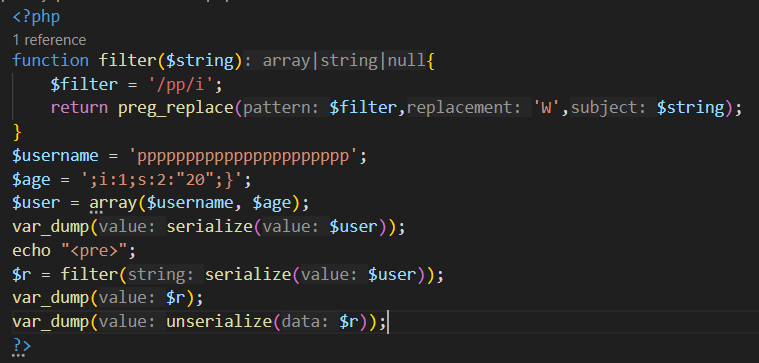 <?php
1 reference
function filter($string): array|string|null{
$filter = '/pp/i';
return preg_replace(pattern: $filter,replacement: 'W',subject: $string);
}
$username = 'pppppppppppppppppppppp';
$age = ';i:1;s:2:"20";}';
$user = array($username, $age);
var_dump(value: serialize(value: $user));
echo "<pre>";
$r = filter(string: serialize(value: $user));
var_dump(value: $r);
var_dump(value: unserialize(data: $r));
?>